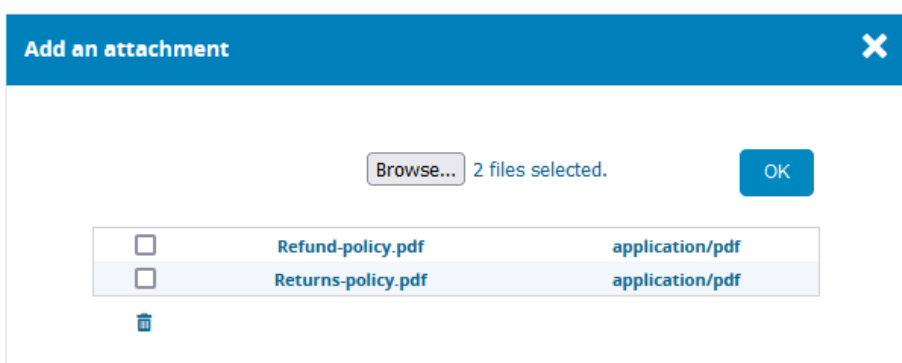 Add an attachment
Browse... 2 files selected. OK
Refund-policy.pdf application/pdf
Returns-policy.pdf application/pdf